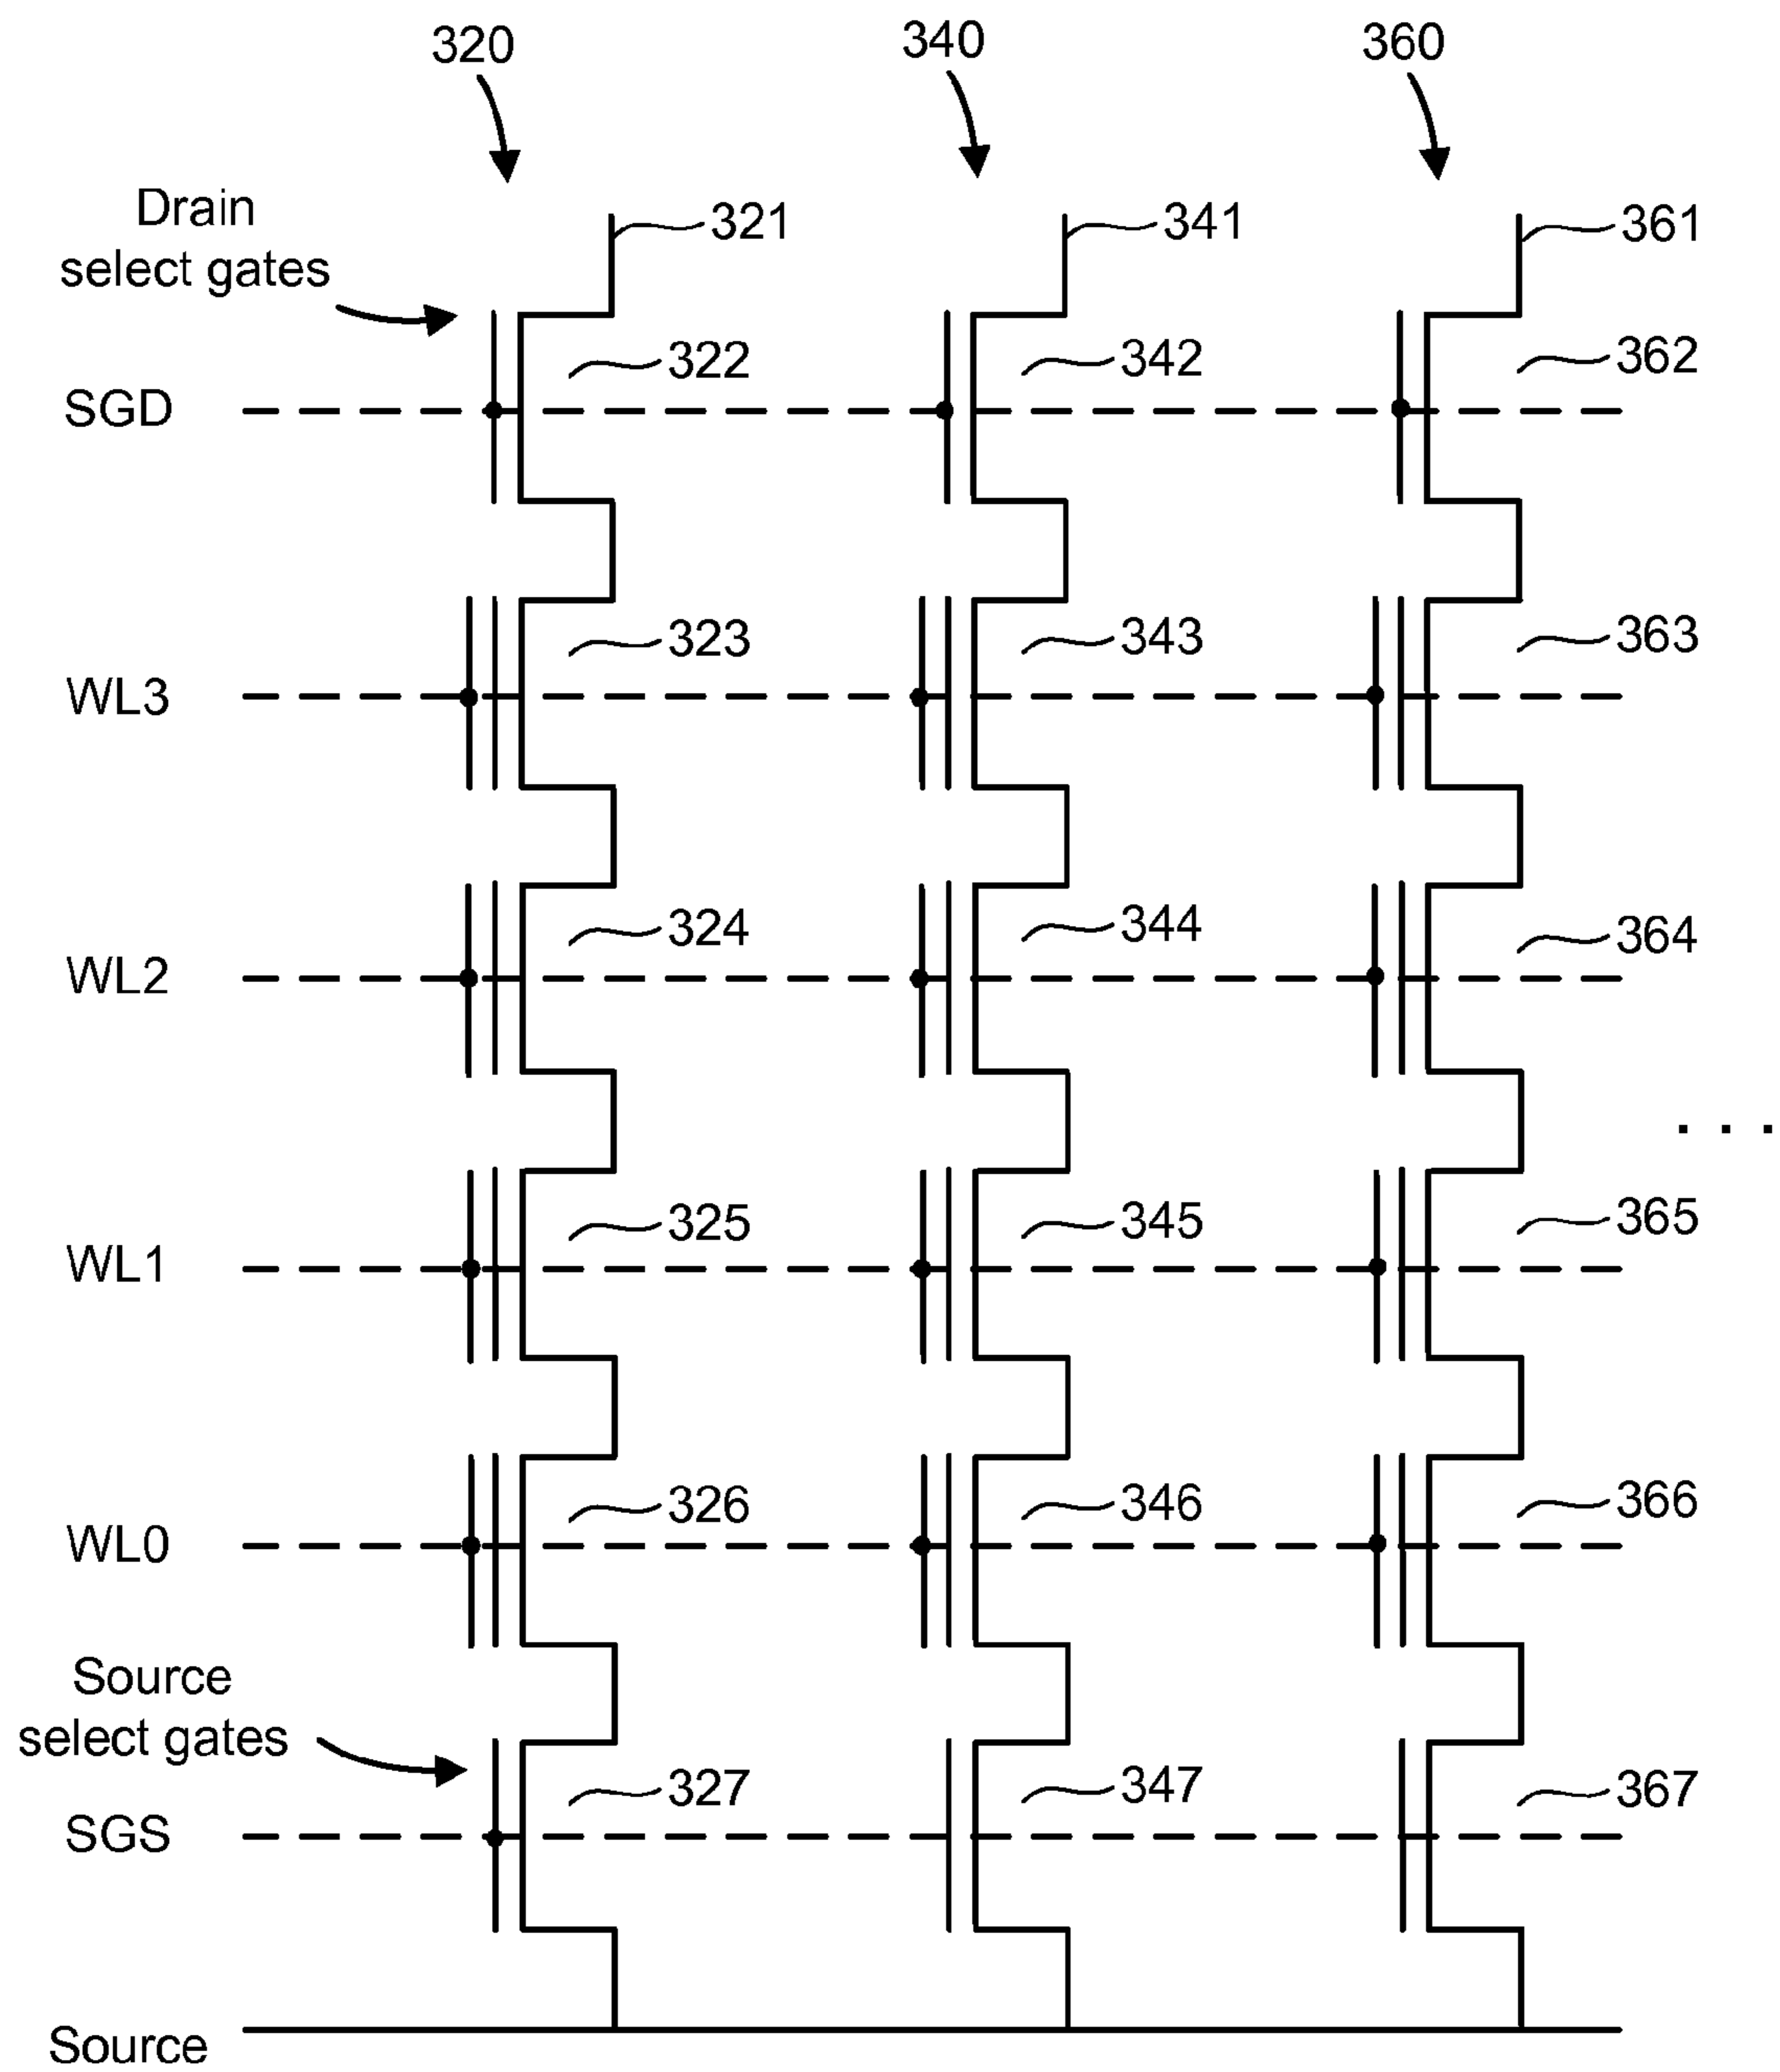 320 340 360
Drain
select gates
321 341 361
322 342 362
SGD
323 343 363
WL3
324 344 364
WL2
. . .
325 345 365
WL1
326 346 366
WL0
Source
select gates
327 347 367
SGS
Source